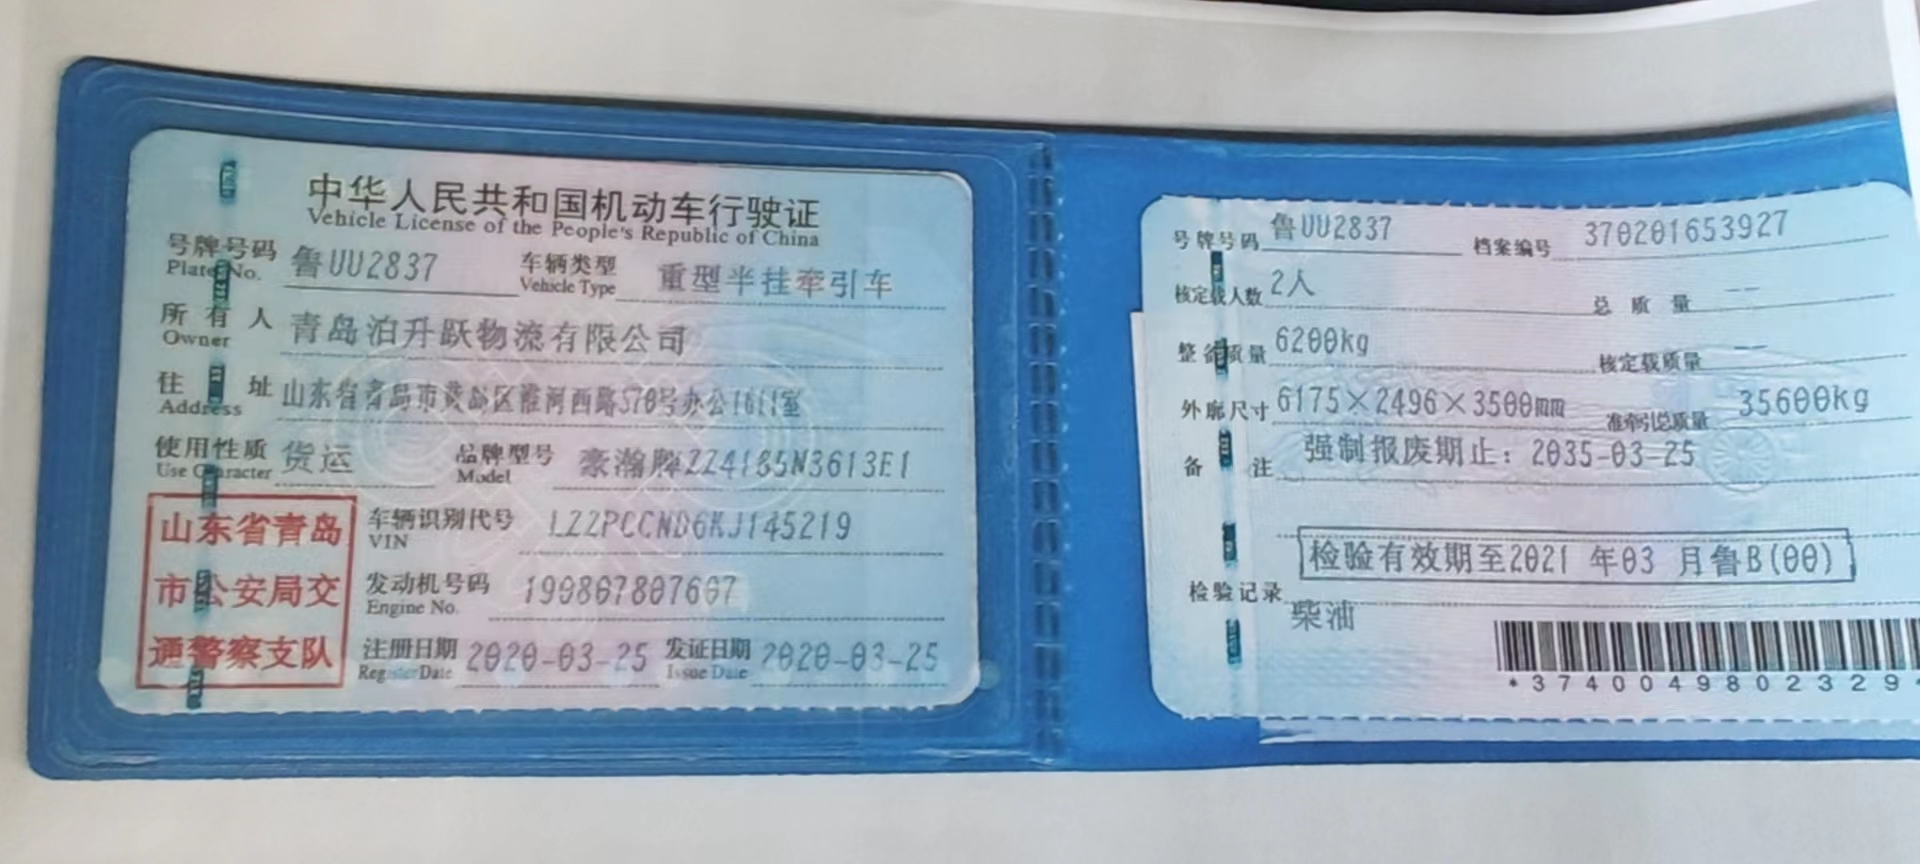 中华人民共和国机动车行驶证
Vehicle License of the People's Republic of China
号牌号码 鲁UU2837 车辆类型 重型半挂牵引车
Plate No. Vehicle Type
所有人 青岛泊升跃物流有限公司
Owner
住址 山东省青岛市黄岛区淮河西路570号办公1611室
Address
使用性质 货运 品牌型号 豪瀚牌ZZ4185N3613E1
Use Character Model
山东省青岛
市公安局交
通警察支队
车辆识别代号 LZZPCCND6KJ145219
VIN
发动机号码 190867807607
Engine No.
注册日期 2020-03-25 发证日期 2020-03-25
Register Date Issue Date
号牌号码 鲁UU2837 档案编号 370201653927
核定载人数 2人 总质量 --
整备质量 6200kg 核定载质量 --
外廓尺寸 6175×2496×3500mm 准牵引总质量 35600kg
备注 强制报废期止：2035-03-25
检验有效期至2021 年03 月鲁B(00)
检验记录
柴油
*3740049802329*